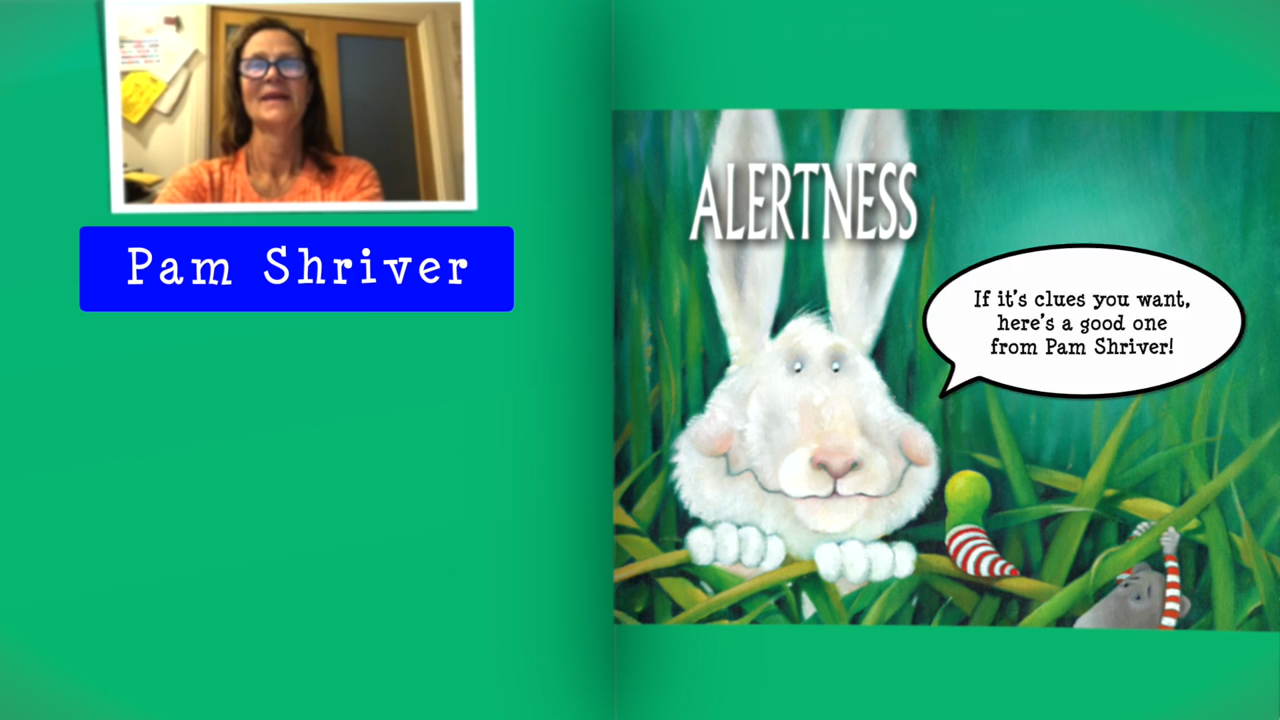 Pam Shriver
ALERTNESS
If it's clues you want,
here's a good one
from Pam Shriver!